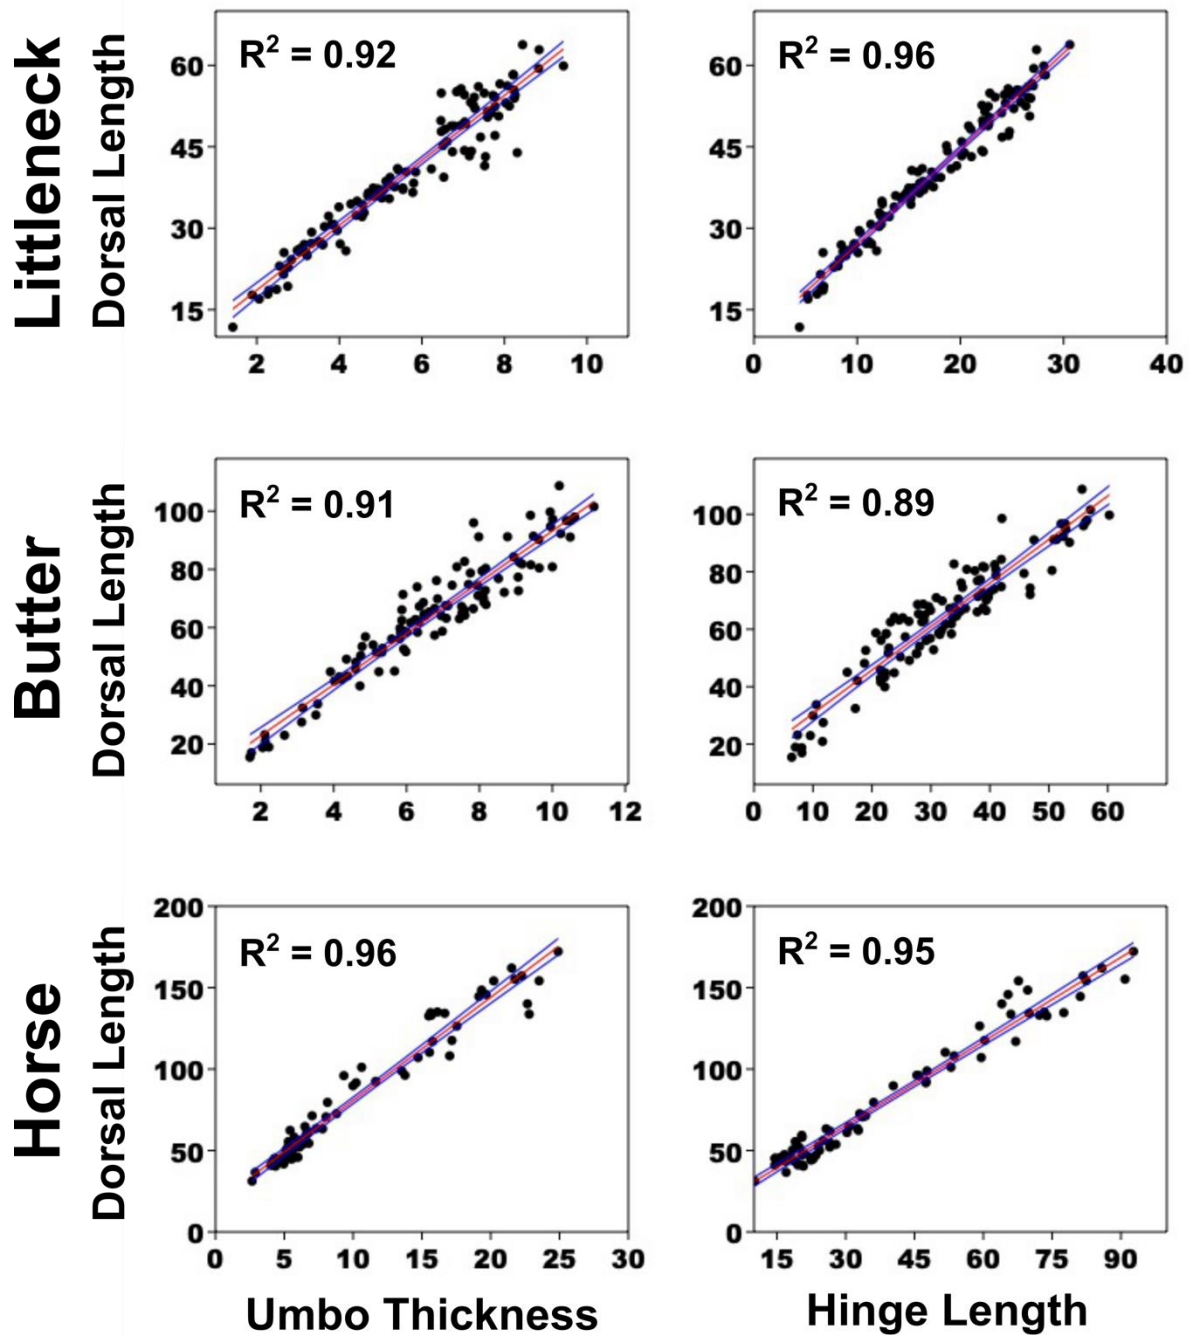 Littleneck
Dorsal Length
R² = 0.92
60
45
30
15
2 4 6 8 10
R² = 0.96
60
45
30
15
0 10 20 30 40
Butter
Dorsal Length
R² = 0.91
100
80
60
40
20
2 4 6 8 10 12
R² = 0.89
100
80
60
40
20
0 10 20 30 40 50 60
Horse
Dorsal Length
R² = 0.96
200
150
100
50
0
0 5 10 15 20 25 30
Umbo Thickness
R² = 0.95
200
150
100
50
0
15 30 45 60 75 90
Hinge Length